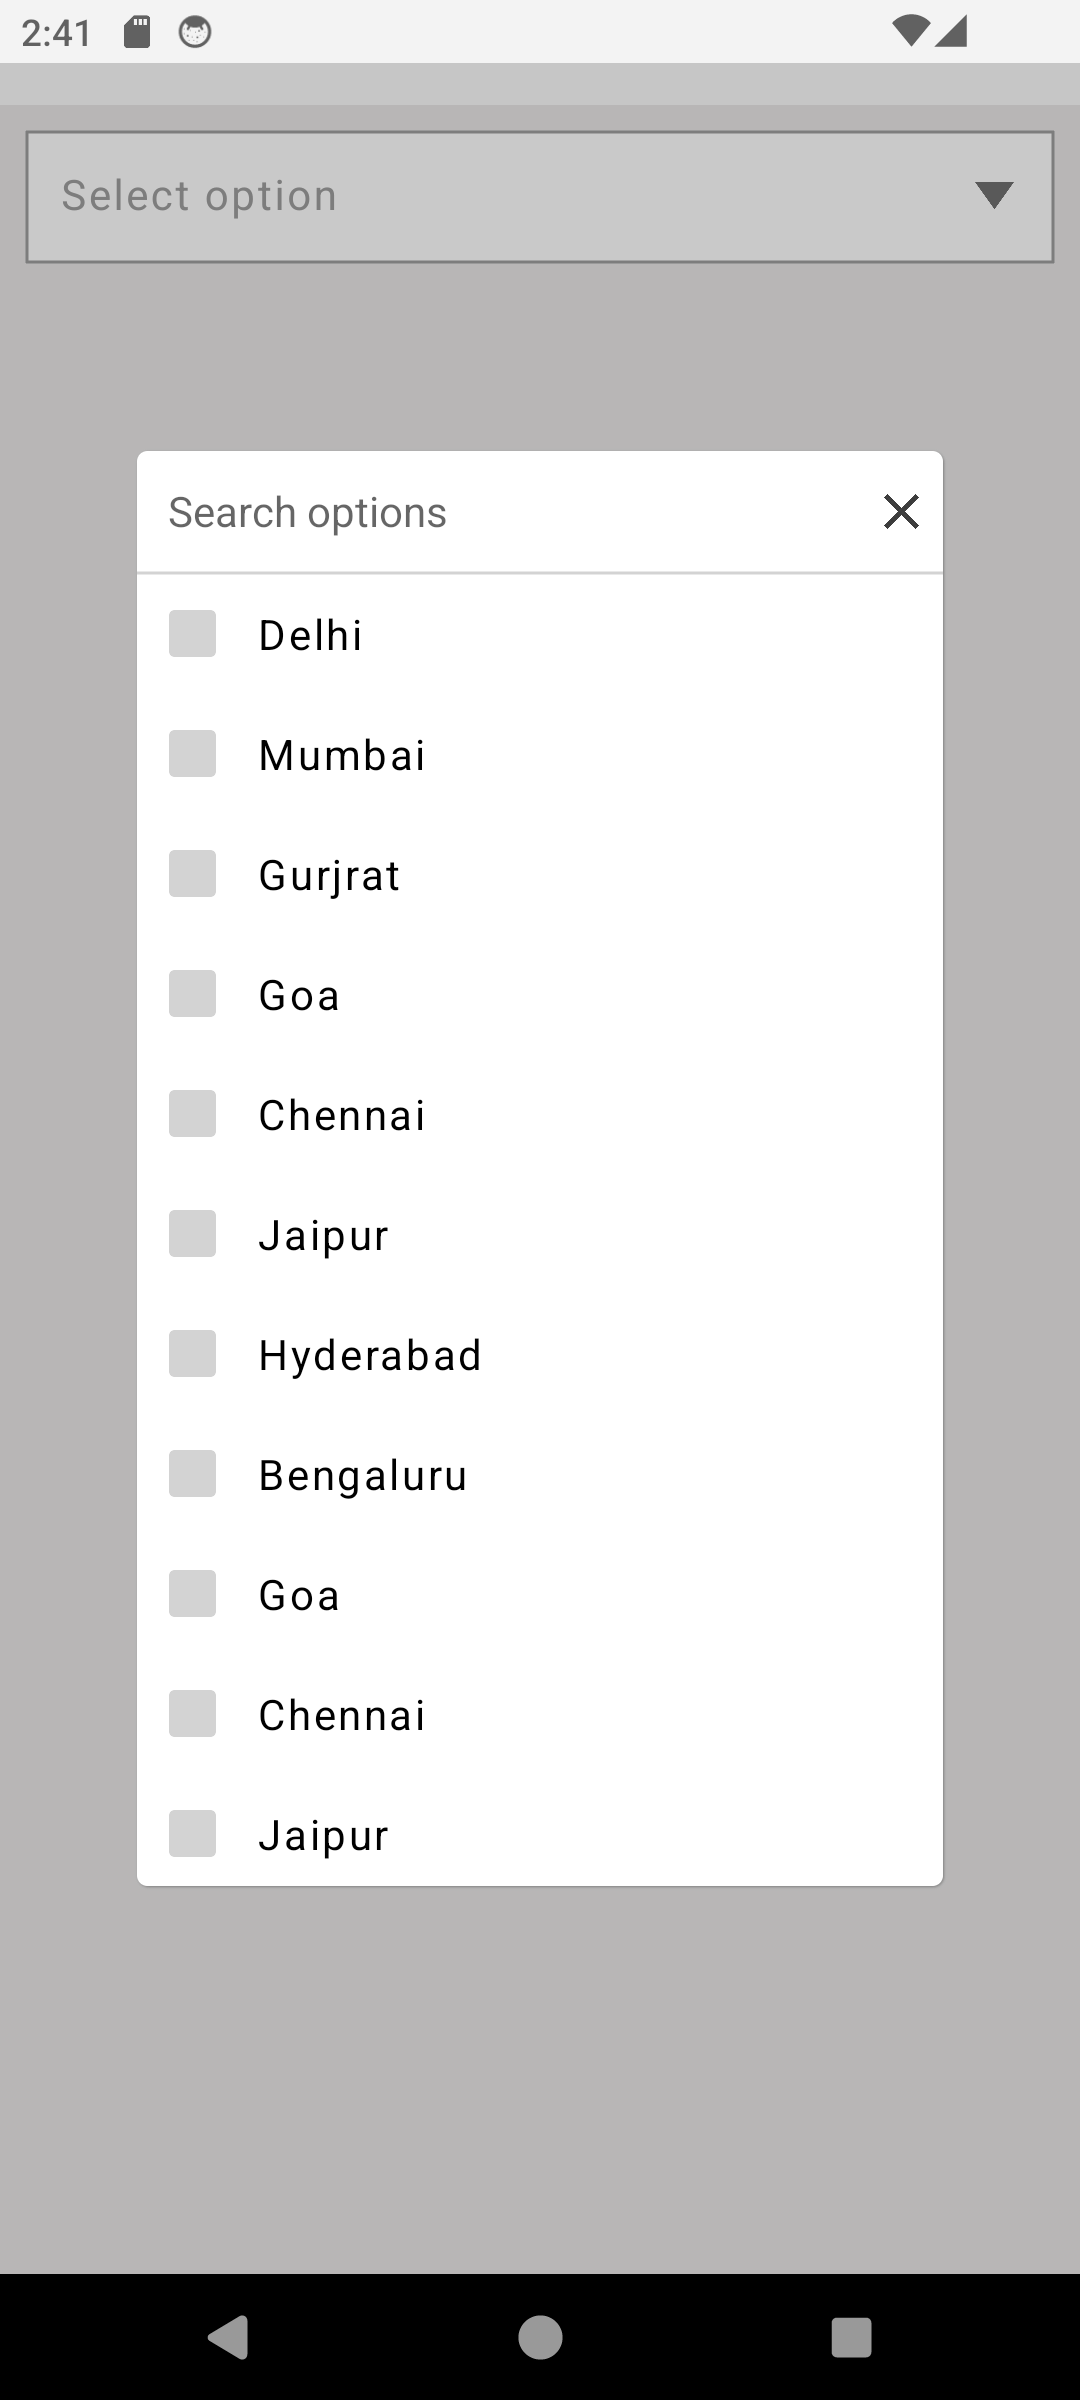 2:41
Select option
Search options
Delhi
Mumbai
Gurjrat
Goa
Chennai
Jaipur
Hyderabad
Bengaluru
Goa
Chennai
Jaipur